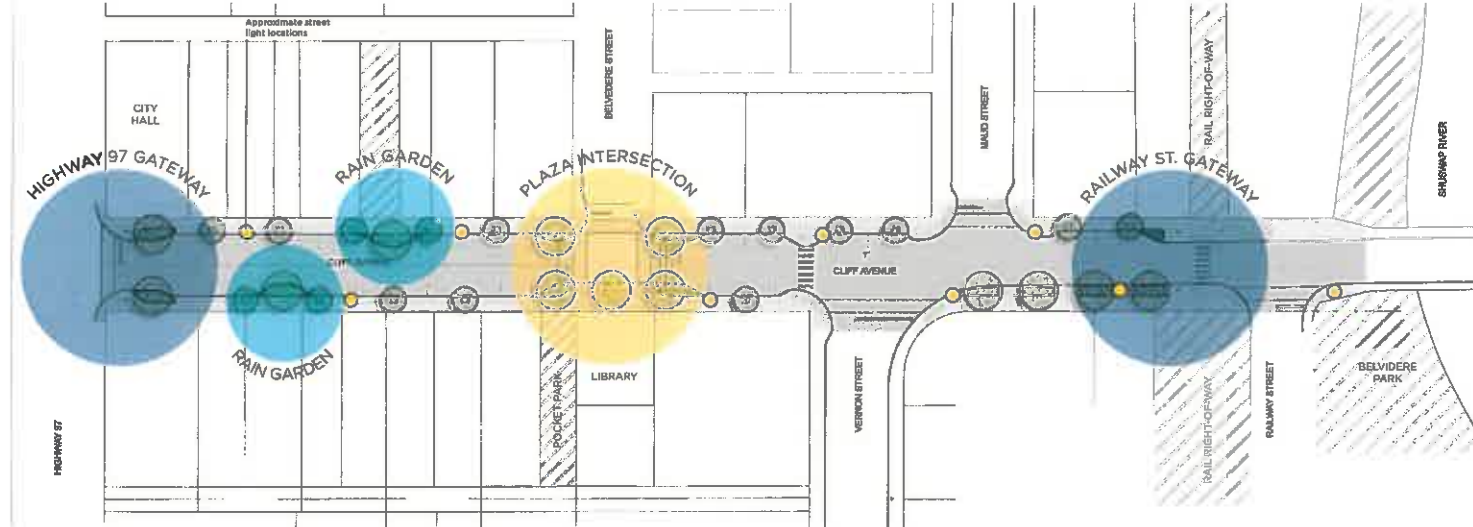 Approximate street
light locations
BELVEDERE STREET
MAUD STREET
RAIL RIGHT-OF-WAY
SHUSWAP RIVER
CITY
HALL
HIGHWAY 97 GATEWAY
RAIN GARDEN
PLAZA INTERSECTION
RAILWAY ST. GATEWAY
CLIFF AVENUE
RAIN GARDEN
HIGHWAY 97
POCKET PARK
LIBRARY
VERNON STREET
RAIL RIGHT-OF-WAY
RAILWAY STREET
BELVIDERE
PARK